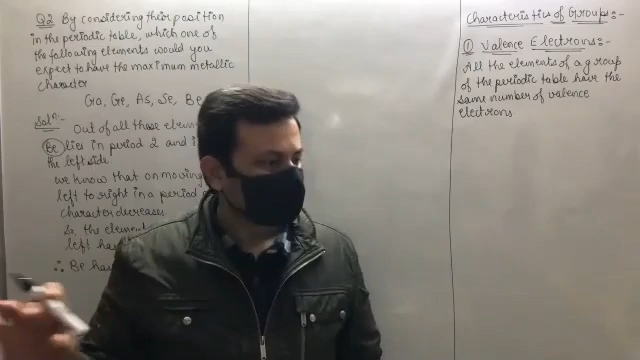 Q2 By considering their position
in the periodic table, which one of
the following elements would you
expect to have the maximum metallic
character
Ga, Ge, As, Se, Be
Soln:- Out of all these elem
Be lies in period 2 and i
the left side.
we know that on moving
left to right in a period
character decreases.
So, the element
left has
∴ Be has
Characteristics of Groups:-
① Valence Electrons:-
All the elements of a group
of the periodic table have the
same number of valence
electrons